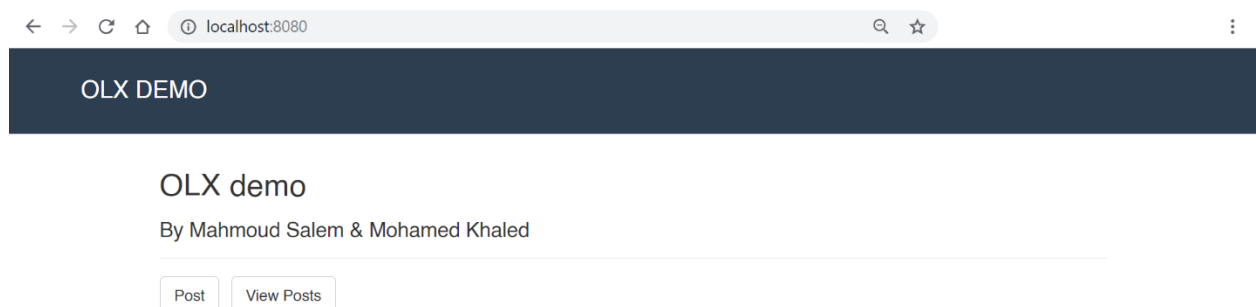 localhost:8080
OLX DEMO
OLX demo
By Mahmoud Salem & Mohamed Khaled
Post View Posts